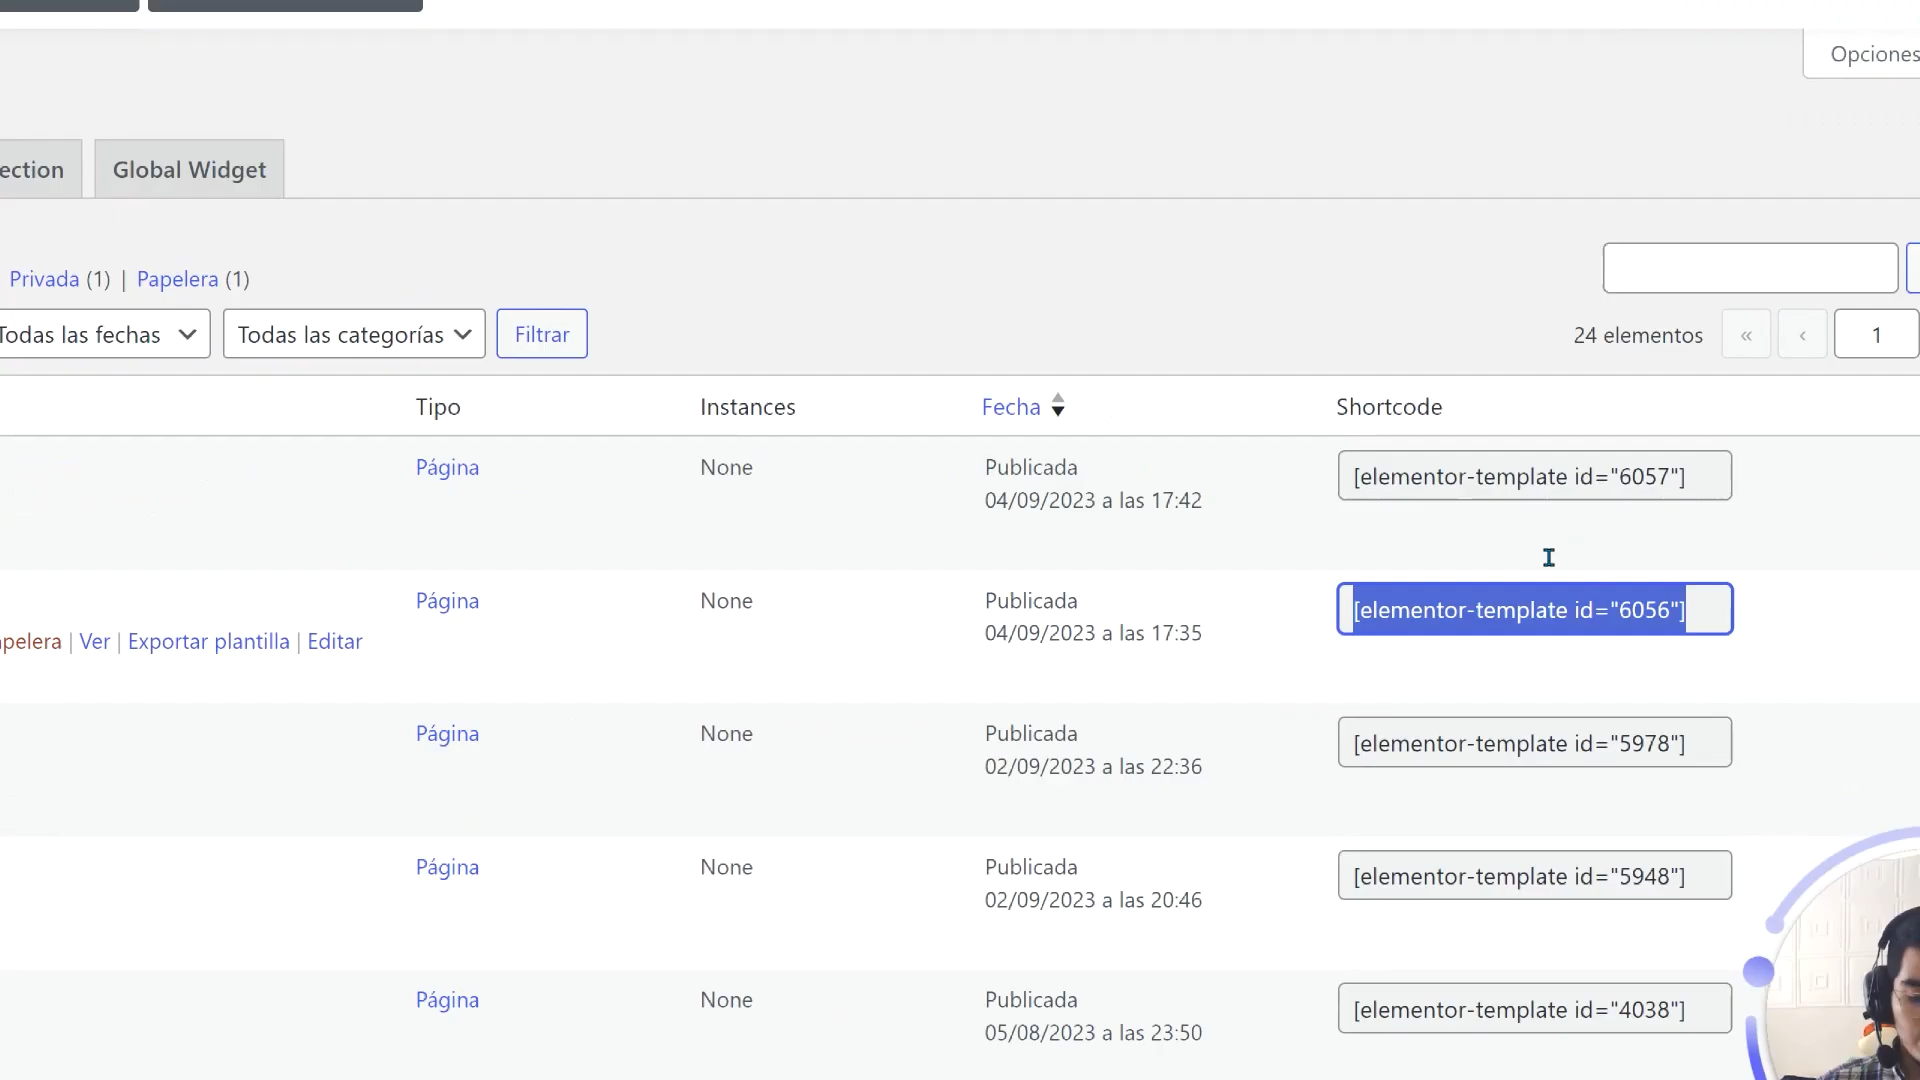 Opciones
ection
Global Widget
Privada (1) | Papelera (1)
Todas las fechas
Todas las categorías
Filtrar
24 elementos
«
‹
1
Tipo
Instances
Fecha
Shortcode
Página
None
Publicada
04/09/2023 a las 17:42
[elementor-template id="6057"]
pelera | Ver | Exportar plantilla | Editar
Página
None
Publicada
04/09/2023 a las 17:35
[elementor-template id="6056"]
Página
None
Publicada
02/09/2023 a las 22:36
[elementor-template id="5978"]
Página
None
Publicada
02/09/2023 a las 20:46
[elementor-template id="5948"]
Página
None
Publicada
05/08/2023 a las 23:50
[elementor-template id="4038"]